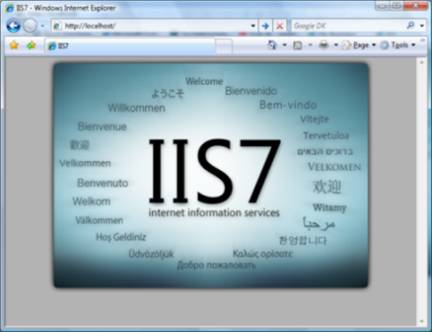 IIS7 - Windows Internet Explorer
http://localhost/
Google DK
IIS7
Page
Tools
Welcome
ようこそ
Bienvenido
Willkommen
Bem-vindo
Bienvenue
Vítejte
Tervetuloa
歡迎
ברוכים הבאים
Velkommen
VELKOMEN
Benvenuto
欢迎
Welkom
Witamy
Välkommen
مرحبا
Hoş Geldiniz
환영합니다
Üdvözöljük
Καλώς ορίσατε
Добро пожаловать
IIS7
internet information services